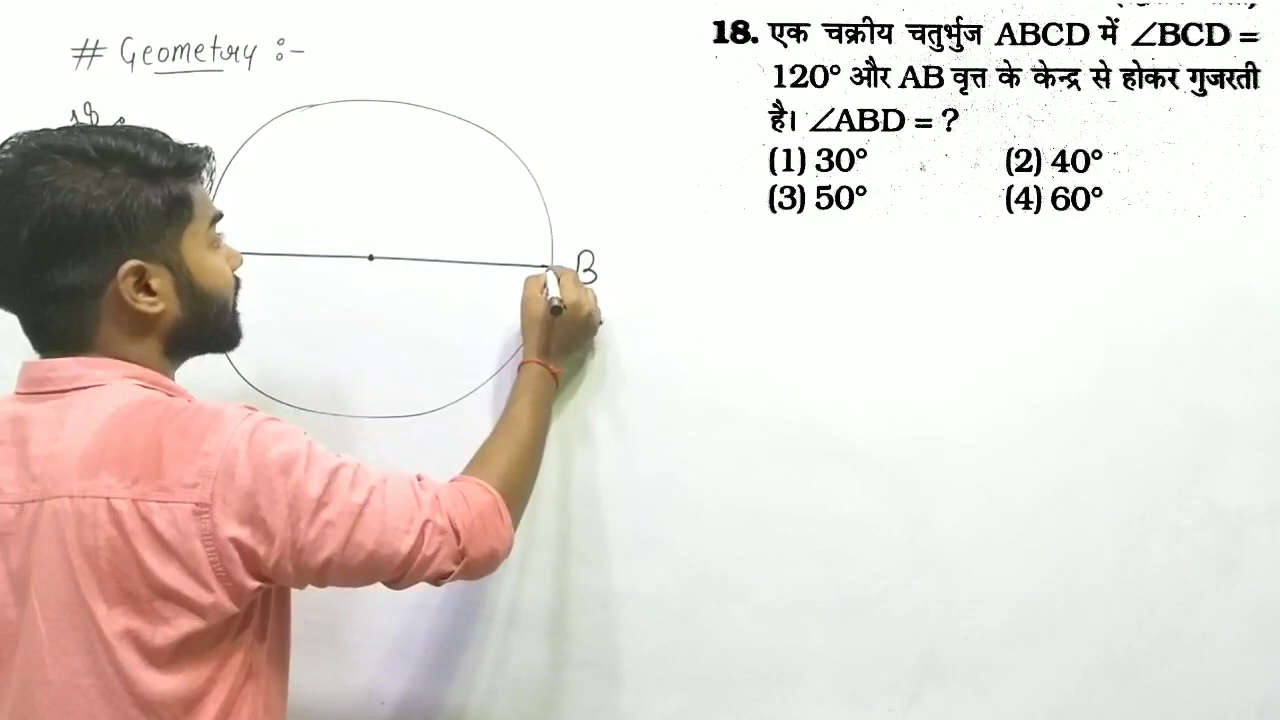 # Geometry :-
18.
B
18. एक चक्रीय चतुर्भुज ABCD में ∠BCD =
120° और AB वृत्त के केन्द्र से होकर गुजरती
है। ∠ABD = ?
(1) 30° (2) 40°
(3) 50° (4) 60°